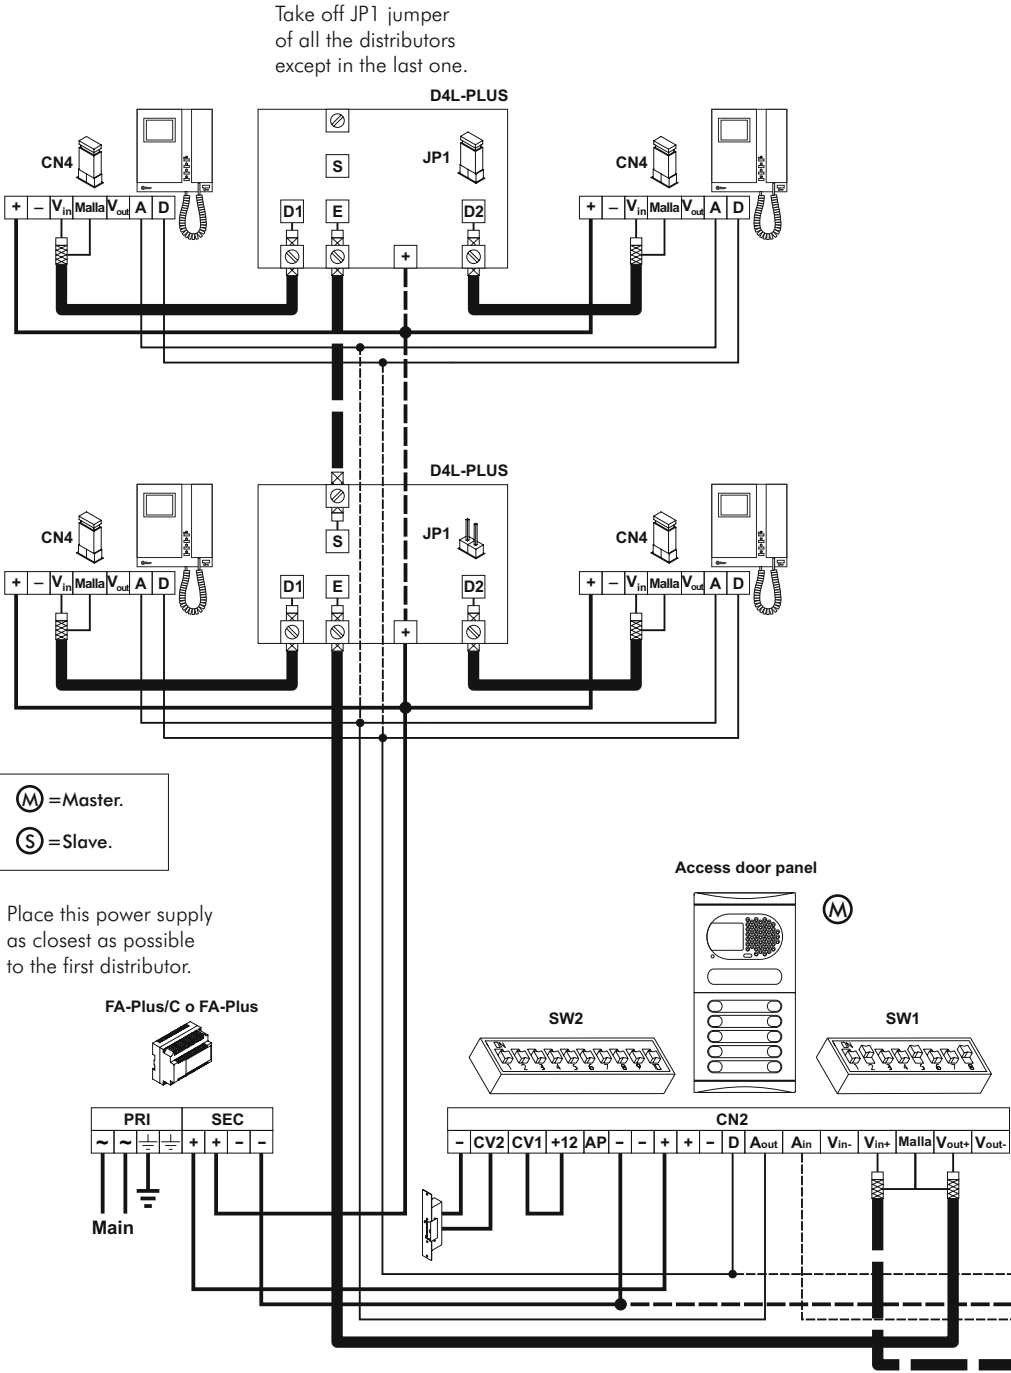 Take off JP1 jumper
of all the distributors
except in the last one.
D4L-PLUS
CN4
S
JP1
CN4
+ – Vin Malla Vout A D
D1 E D2
+ – Vin Malla Vout A D
+
D4L-PLUS
CN4
S
JP1
CN4
+ – Vin Malla Vout A D
D1 E D2
+ – Vin Malla Vout A D
+
M =Master.
S =Slave.
Access door panel
M
Place this power supply
as closest as possible
to the first distributor.
FA-Plus/C o FA-Plus
SW2
SW1
ON
ON
PRI SEC
CN2
~ ~ + + – –
– CV2 CV1 +12 AP – – + + – D Aout Ain Vin- Vin+ Malla Vout+ Vout-
Main